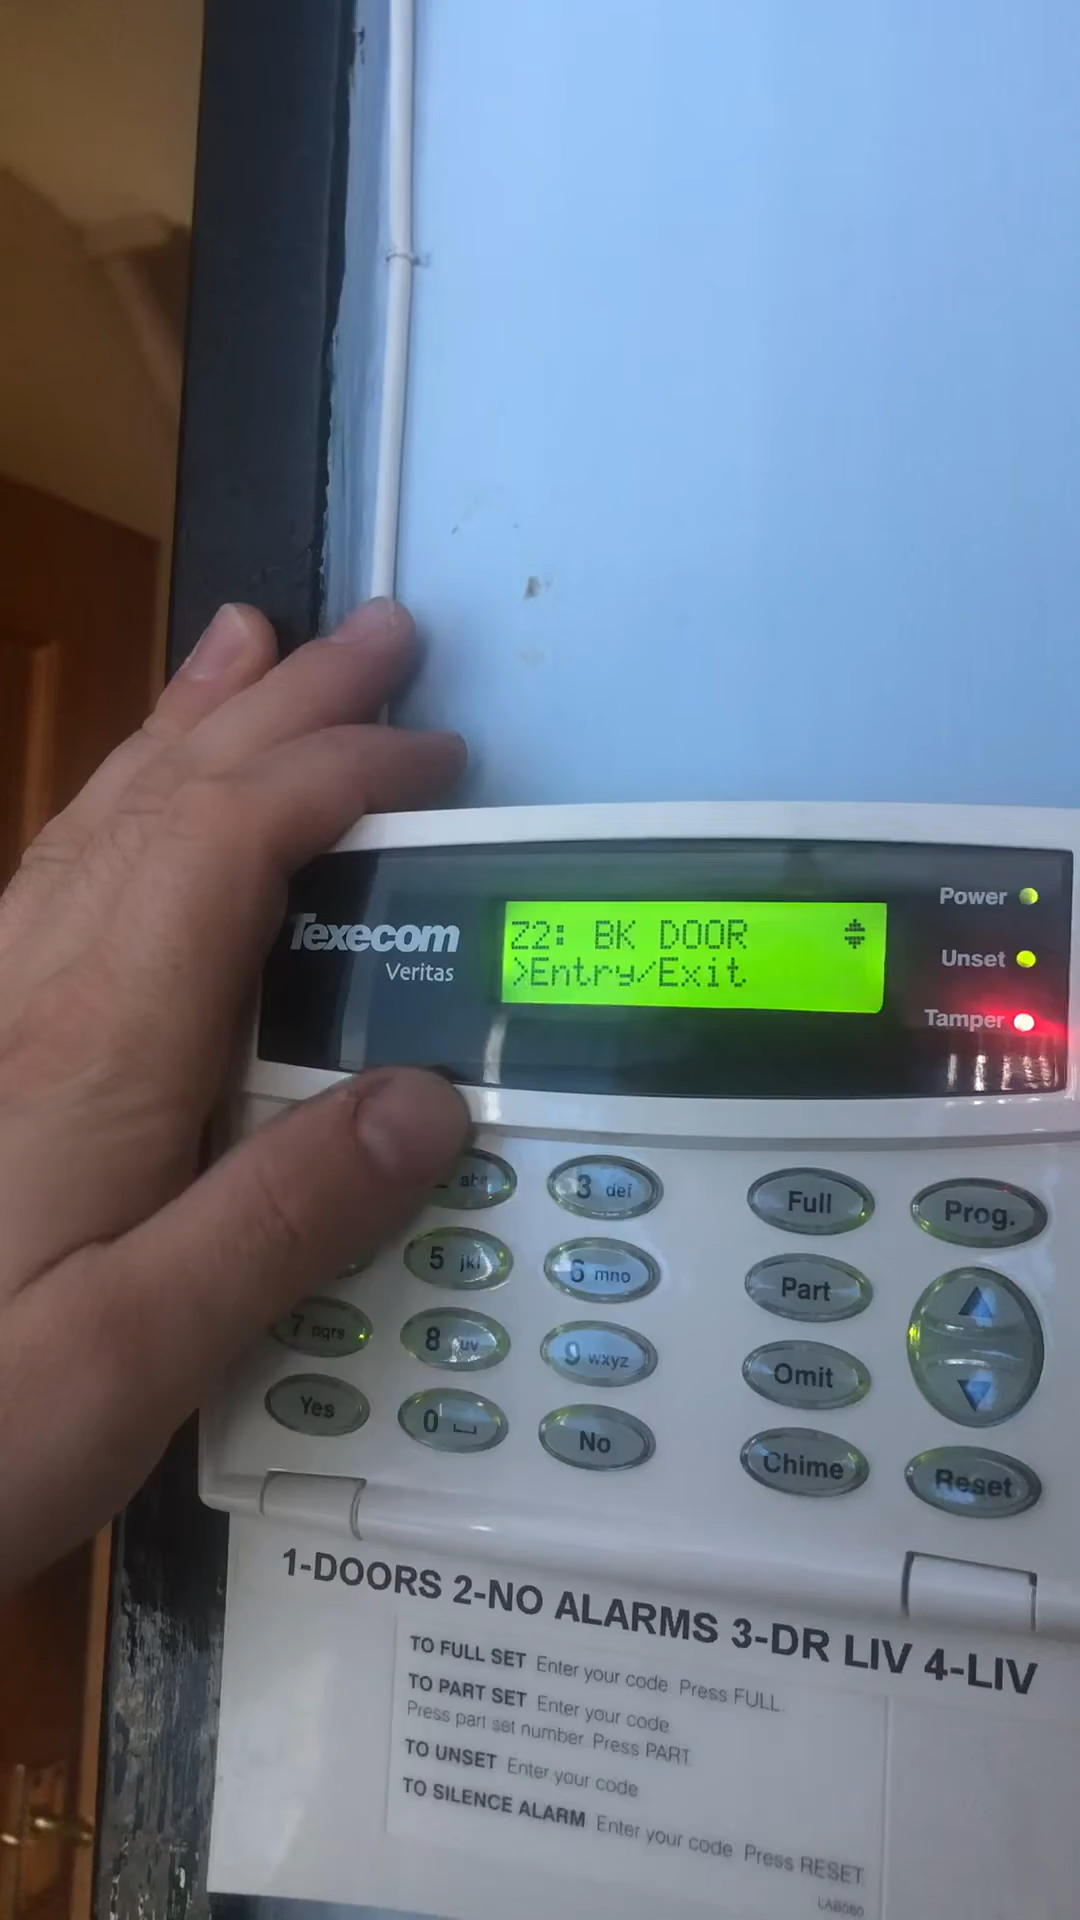 Texecom
Veritas
Z2: BK DOOR
>Entry/Exit
Power
Unset
Tamper
3 def
Full
Prog.
5 jkl
6 mno
Part
7 pqrs
8
9 wxyz
Omit
Yes
0
No
Chime
Reset
1-DOORS 2-NO ALARMS 3-DR LIV 4-LIV
TO FULL SET Enter your code. Press FULL.
TO PART SET Enter your code.
Press part set number. Press PART.
TO UNSET Enter your code
TO SILENCE ALARM Enter your code. Press RESET
LAB080